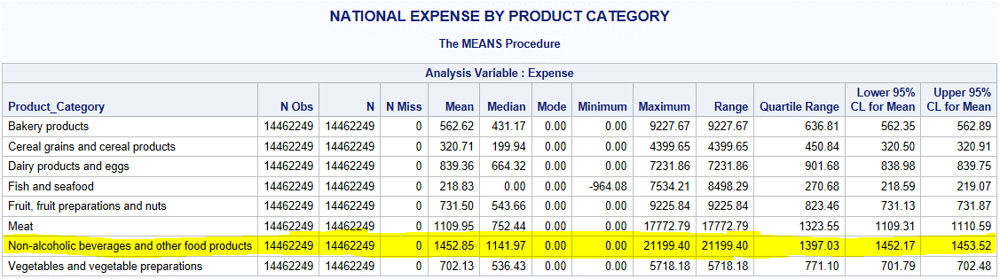 NATIONAL EXPENSE BY PRODUCT CATEGORY
The MEANS Procedure
Analysis Variable : Expense
Product_Category N Obs N N Miss Mean Median Mode Minimum Maximum Range Quartile Range Lower 95% CL for Mean Upper 95% CL for Mean
Bakery products 14462249 14462249 0 562.62 431.17 0.00 0.00 9227.67 9227.67 636.81 562.35 562.89
Cereal grains and cereal products 14462249 14462249 0 320.71 199.94 0.00 0.00 4399.65 4399.65 450.84 320.50 320.91
Dairy products and eggs 14462249 14462249 0 839.36 664.32 0.00 0.00 7231.86 7231.86 901.68 838.98 839.75
Fish and seafood 14462249 14462249 0 218.83 0.00 0.00 -964.08 7534.21 8498.29 270.68 218.59 219.07
Fruit, fruit preparations and nuts 14462249 14462249 0 731.50 543.66 0.00 0.00 9225.84 9225.84 823.46 731.13 731.87
Meat 14462249 14462249 0 1109.95 752.44 0.00 0.00 17772.79 17772.79 1323.55 1109.31 1110.59
Non-alcoholic beverages and other food products 14462249 14462249 0 1452.85 1141.97 0.00 0.00 21199.40 21199.40 1397.03 1452.17 1453.52
Vegetables and vegetable preparations 14462249 14462249 0 702.13 536.43 0.00 0.00 5718.18 5718.18 771.10 701.79 702.48